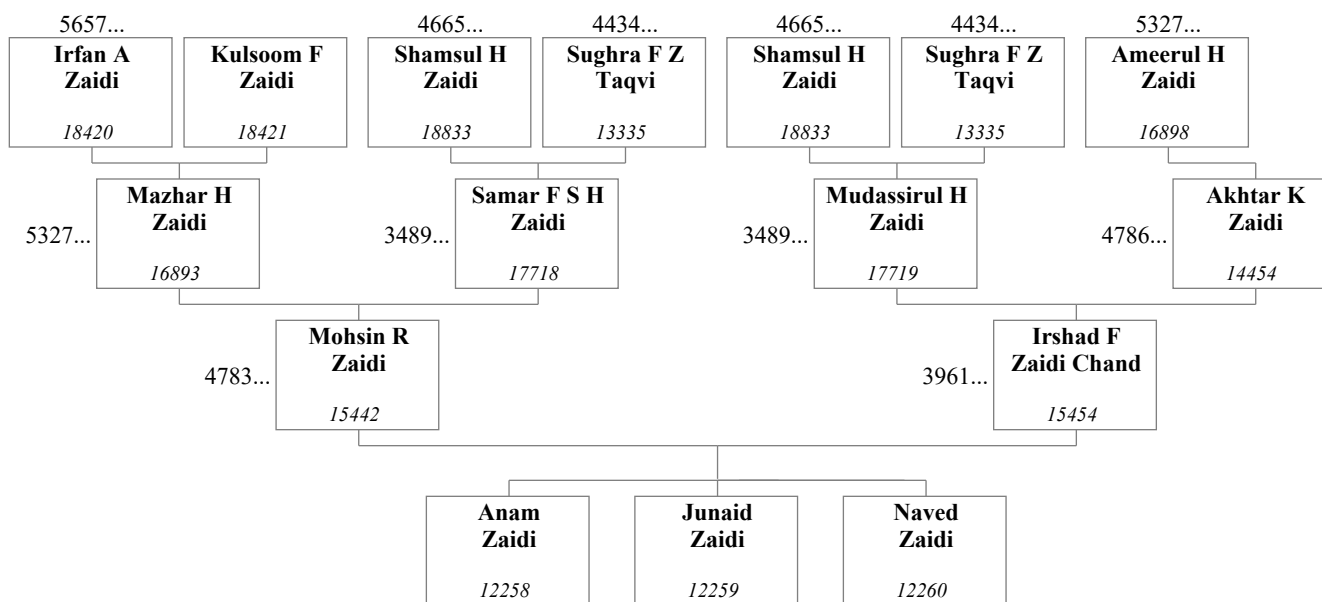 5657...
4665...
4434...
4665...
4434...
5327...
Irfan A
Zaidi
18420
Kulsoom F
Zaidi
18421
Shamsul H
Zaidi
18833
Sughra F Z
Taqvi
13335
Shamsul H
Zaidi
18833
Sughra F Z
Taqvi
13335
Ameerul H
Zaidi
16898
5327...
Mazhar H
Zaidi
16893
3489...
Samar F S H
Zaidi
17718
3489...
Mudassirul H
Zaidi
17719
4786...
Akhtar K
Zaidi
14454
4783...
Mohsin R
Zaidi
15442
3961...
Irshad F
Zaidi Chand
15454
Anam
Zaidi
12258
Junaid
Zaidi
12259
Naved
Zaidi
12260